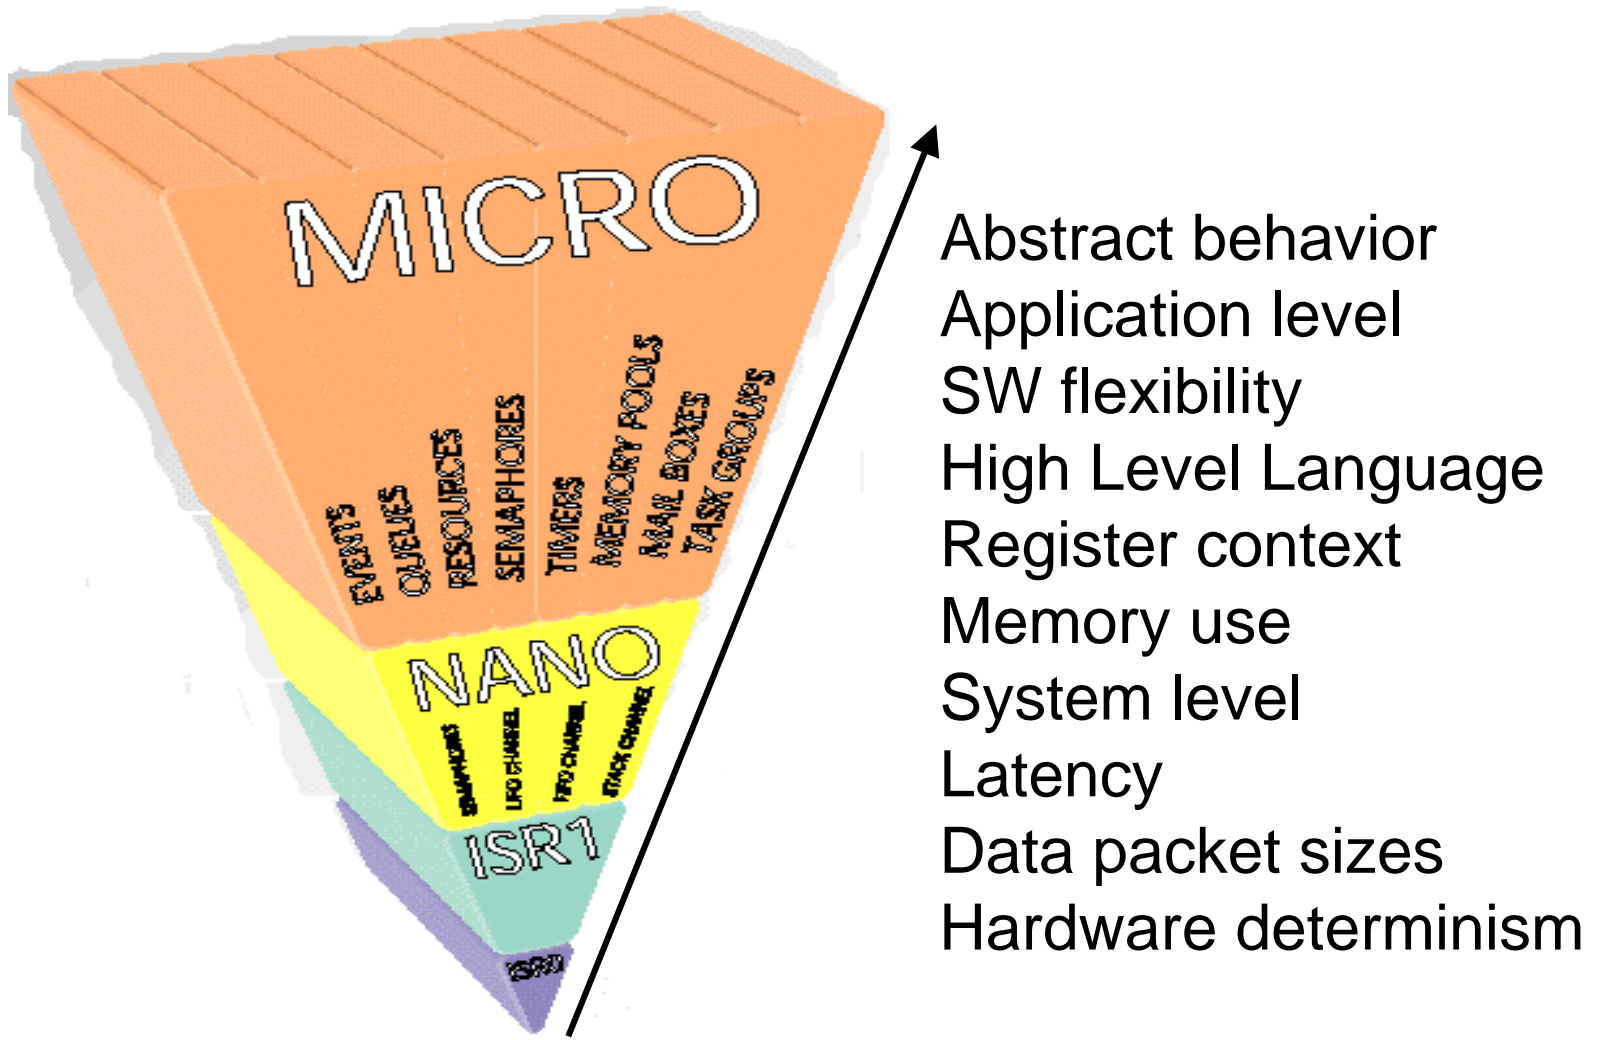 MICRO
EVENTS
QUEUES
RESOURCES
SEMAPHORES
TIMERS
MEMORY POOLS
MAIL BOXES
TASK GROUPS
NANO
SEMAPHORES
LIFO CHANNEL
FIFO CHANNEL
STACK CHANNEL
ISR1
ISR0
Abstract behavior
Application level
SW flexibility
High Level Language
Register context
Memory use
System level
Latency
Data packet sizes
Hardware determinism